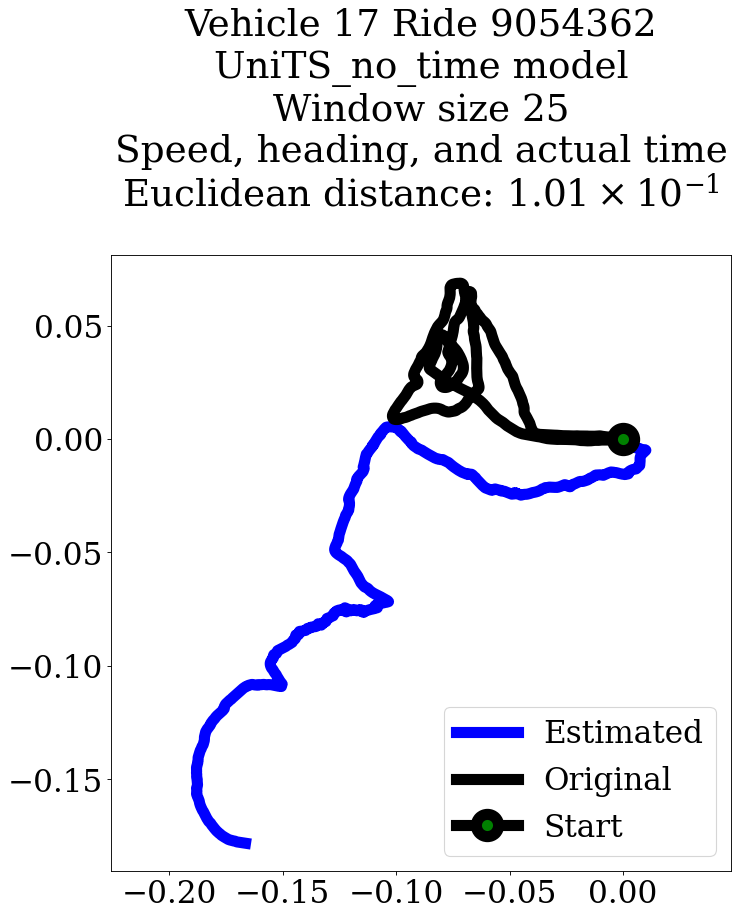 Vehicle 17 Ride 9054362
UniTS_no_time model
Window size 25
Speed, heading, and actual time
Euclidean distance: 1.01 × 10⁻¹
0.05
0.00
−0.05
−0.10
−0.15
−0.20 −0.15 −0.10 −0.05 0.00
Estimated
Original
Start